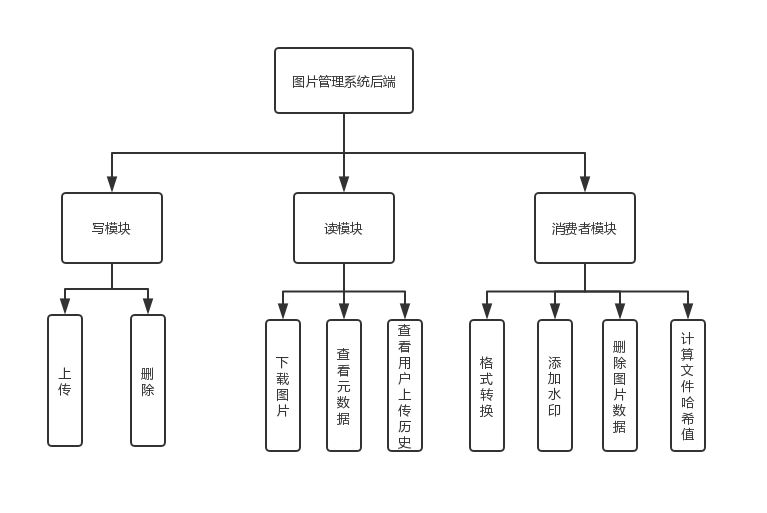 图片管理系统后端
写模块
读模块
消费者模块
上传
删除
下载图片
查看元数据
查看用户上传历史
格式转换
添加水印
删除图片数据
计算文件哈希值